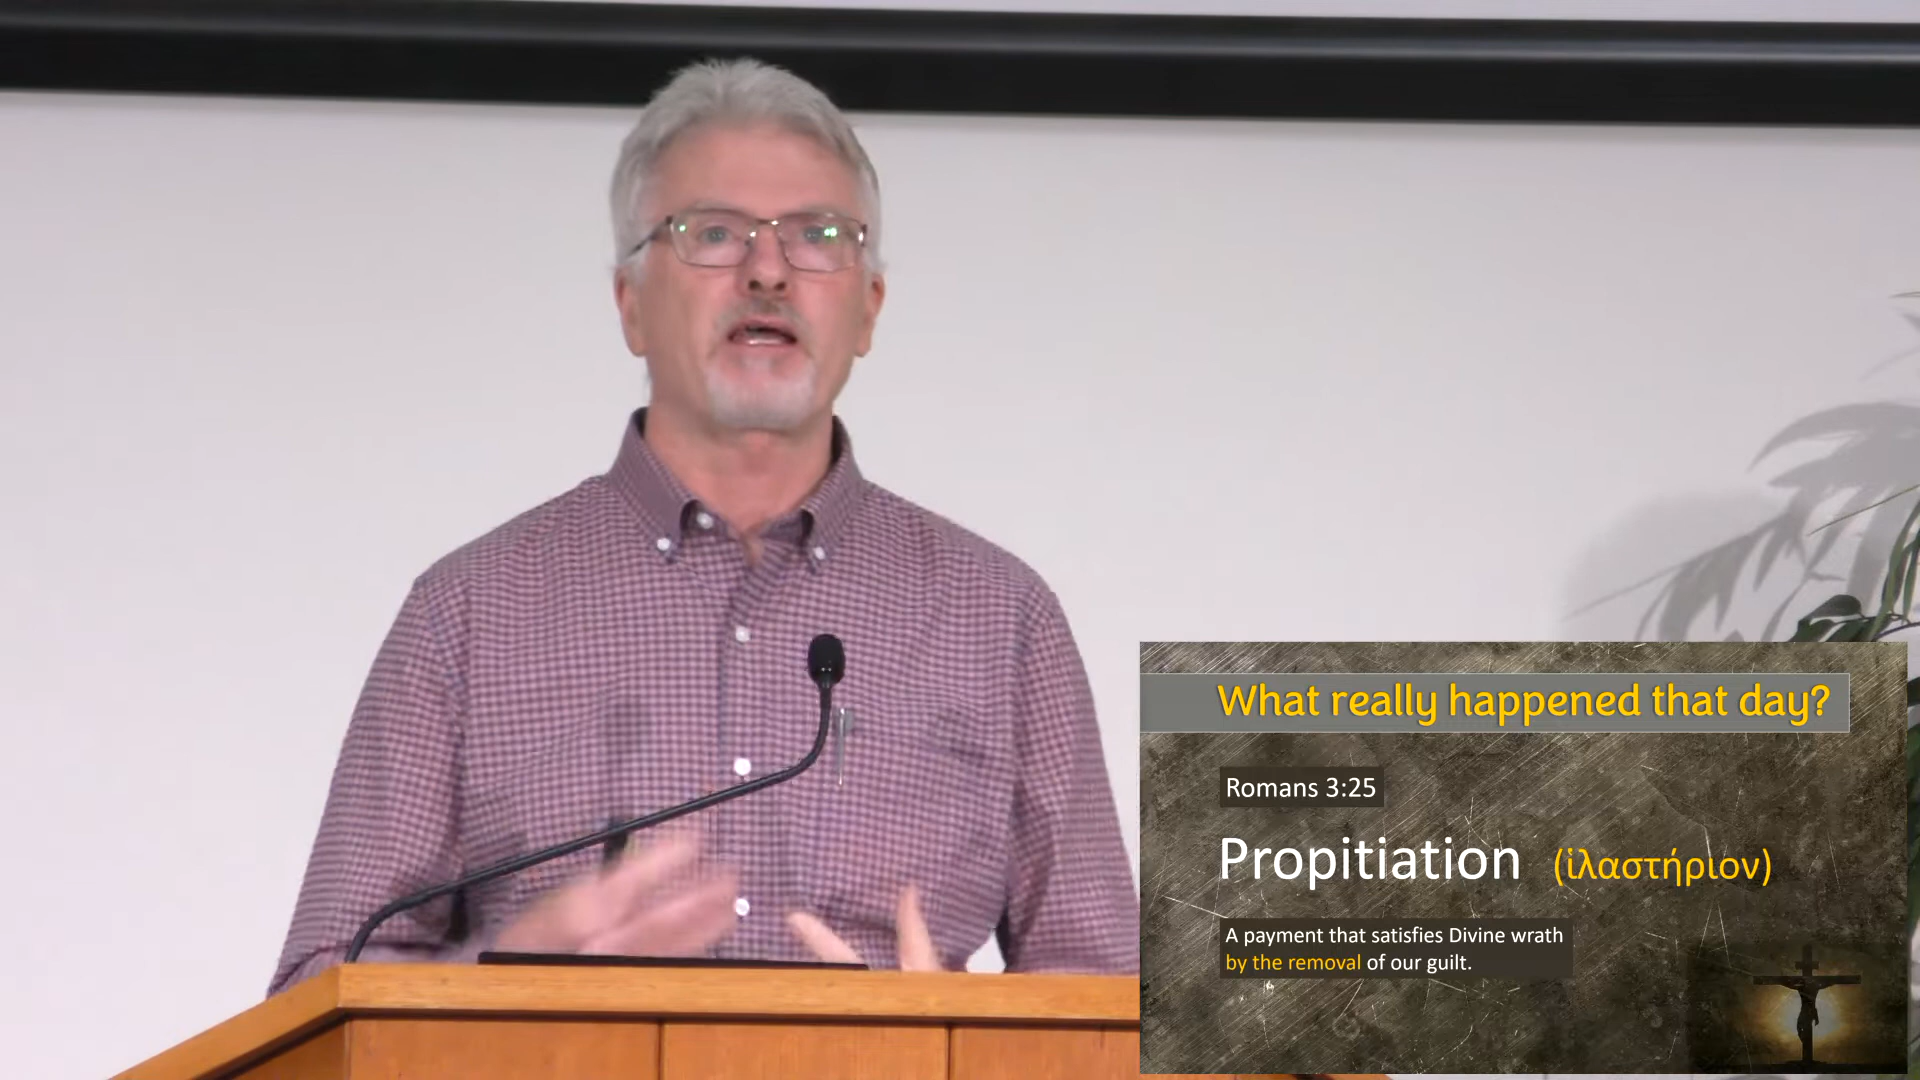 What really happened that day?
Romans 3:25
Propitiation (ἱλαστήριον)
A payment that satisfies Divine wrath
by the removal of our guilt.